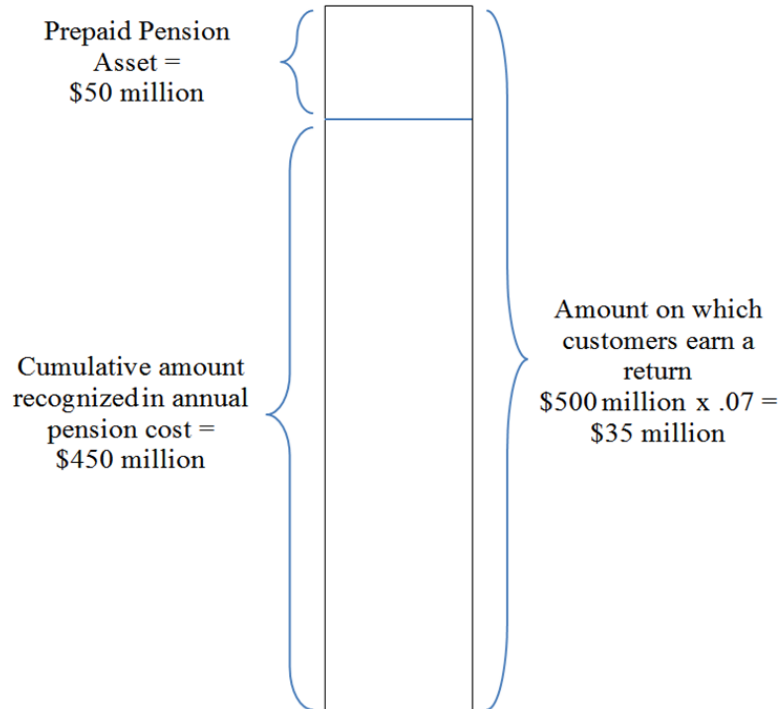 Prepaid Pension
Asset =
$50 million
Cumulative amount
recognized in annual
pension cost =
$450 million
Amount on which
customers earn a
return
$500 million x .07 =
$35 million